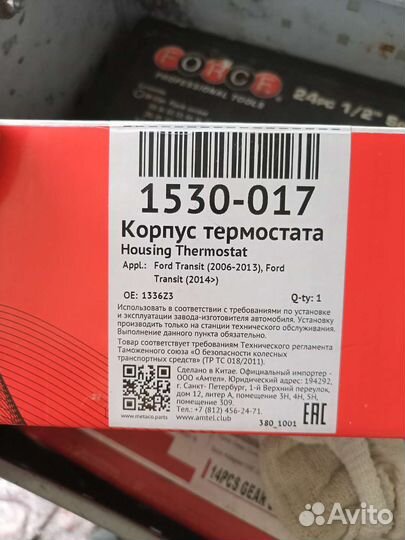 FORCE
PROFESSIONAL TOOLS
24PC 1/2"
1530-017
Корпус термостата
Housing Thermostat
Appl.: Ford Transit (2006-2013), Ford
Transit (2014>)
OE: 1336Z3 Q-ty: 1
Использовать в соответствии с требованиями по установке
и эксплуатации завода-изготовителя автомобиля. Установку
производить только на станции технического обслуживания.
Выполнение данного пункта обязательно.
Товар соответствует требованиям Технического регламента
Таможенного союза «О безопасности колесных
транспортных средств» (ТР ТС 018/2011).
Сделано в Китае. Официальный импортер -
ООО «Амтел». Юридический адрес: 194292,
г. Санкт-Петербург, 1-й Верхний переулок,
дом 12, литер А, помещение 3Н, 4Н, 5Н,
помещение 309.
Тел.: +7 (812) 456-24-71.
www.metaco.parts www.amtel.club
EAC
380_1001
14PCS GEAR
Avito